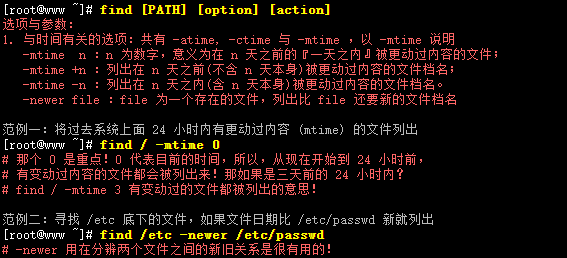 [root@www ~]# find [PATH] [option] [action]
选项与参数:
1. 与时间有关的选项:共有 -atime, -ctime 与 -mtime ,以 -mtime 说明
-mtime n :n 为数字,意义为在 n 天之前的『一天之内』被更动过内容的文件;
-mtime +n :列出在 n 天之前(不含 n 天本身)被更动过内容的文件档名;
-mtime -n :列出在 n 天之内(含 n 天本身)被更动过内容的文件档名。
-newer file :file 为一个存在的文件,列出比 file 还要新的文件档名
范例一:将过去系统上面 24 小时内有更动过内容 (mtime) 的文件列出
[root@www ~]# find / -mtime 0
# 那个 0 是重点!0 代表目前的时间,所以,从现在开始到 24 小时前,
# 有变动过内容的文件都会被列出来!那如果是三天前的 24 小时内?
# find / -mtime 3 有变动过的文件都被列出的意思!
范例二:寻找 /etc 底下的文件,如果文件日期比 /etc/passwd 新就列出
[root@www ~]# find /etc -newer /etc/passwd
# -newer 用在分辨两个文件之间的新旧关系是很有用的!